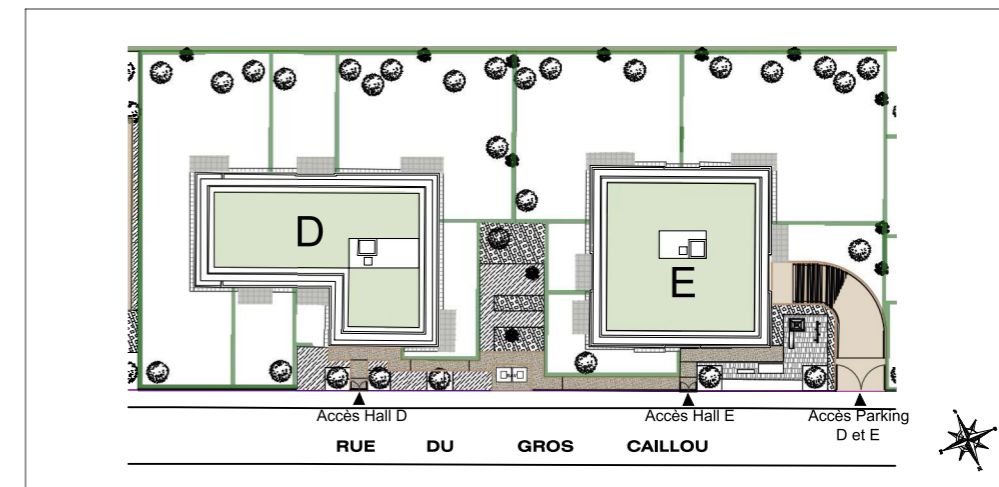 D
E
Accès Hall D
Accès Hall E
Accès Parking
D et E
RUE DU GROS CAILLOU